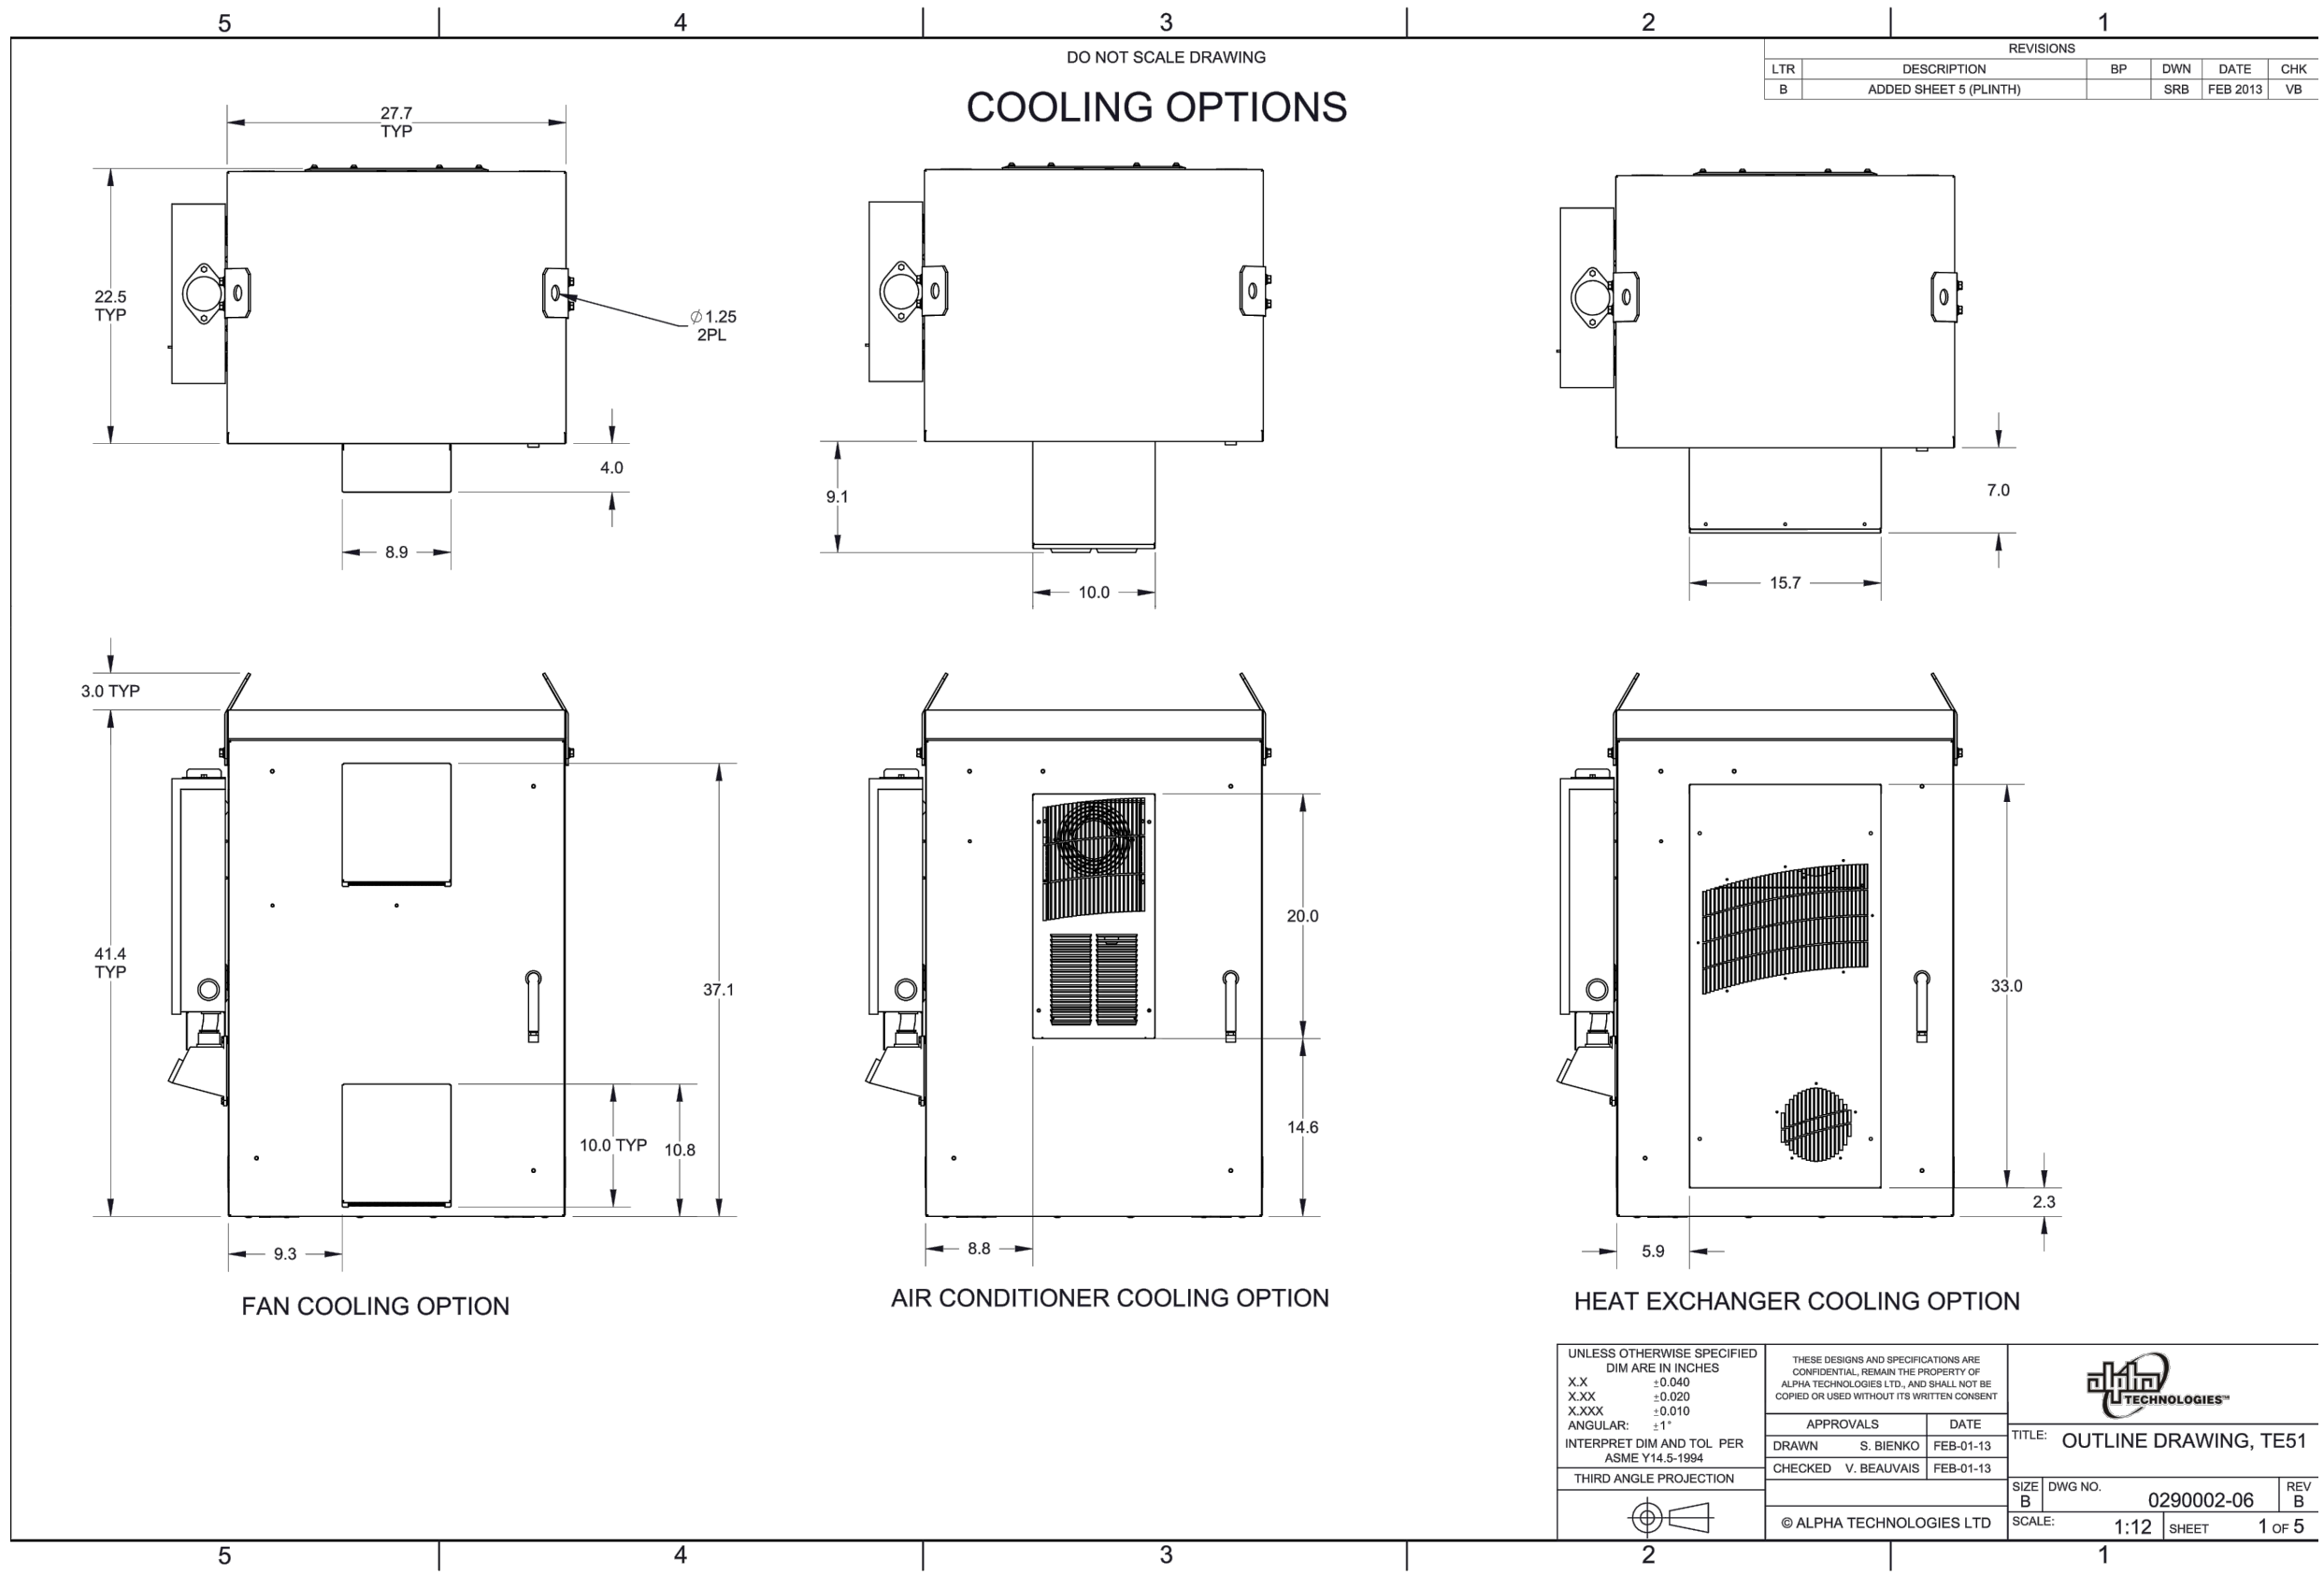 5 4 3 2 1
DO NOT SCALE DRAWING
COOLING OPTIONS
REVISIONS
LTR DESCRIPTION BP DWN DATE CHK
B ADDED SHEET 5 (PLINTH) SRB FEB 2013 VB
27.7
TYP
22.5
TYP
⌀1.25
2PL
4.0
8.9
9.1
10.0
7.0
15.7
3.0 TYP
41.4
TYP
37.1
10.0 TYP
10.8
9.3
FAN COOLING OPTION
20.0
14.6
8.8
AIR CONDITIONER COOLING OPTION
33.0
2.3
5.9
HEAT EXCHANGER COOLING OPTION
UNLESS OTHERWISE SPECIFIED
DIM ARE IN INCHES
X.X ±0.040
X.XX ±0.020
X.XXX ±0.010
ANGULAR: ±1°
INTERPRET DIM AND TOL PER
ASME Y14.5-1994
THIRD ANGLE PROJECTION
THESE DESIGNS AND SPECIFICATIONS ARE
CONFIDENTIAL, REMAIN THE PROPERTY OF
ALPHA TECHNOLOGIES LTD., AND SHALL NOT BE
COPIED OR USED WITHOUT ITS WRITTEN CONSENT
APPROVALS DATE
DRAWN S. BIENKO FEB-01-13
CHECKED V. BEAUVAIS FEB-01-13
© ALPHA TECHNOLOGIES LTD
alpha
TECHNOLOGIES™
TITLE: OUTLINE DRAWING, TE51
SIZE DWG NO. REV
B 0290002-06 B
SCALE: 1:12 SHEET 1 OF 5
5 4 3 2 1